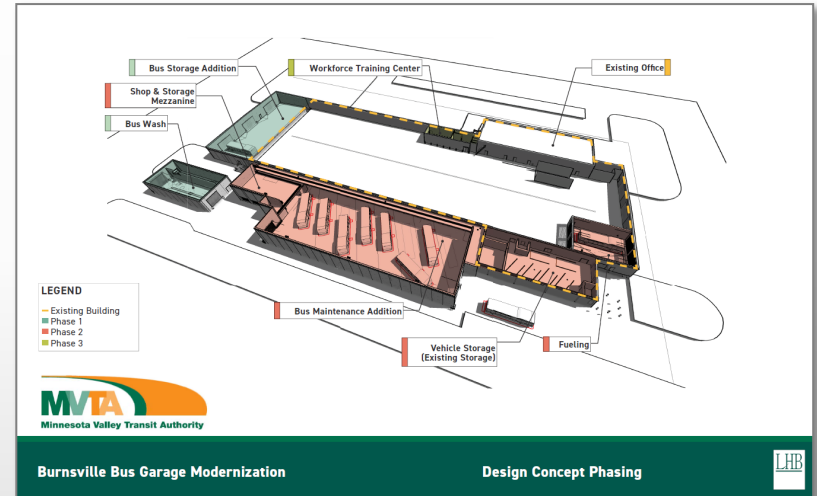 Bus Storage Addition
Workforce Training Center
Existing Office
Shop & Storage
Mezzanine
Bus Wash
LEGEND
Existing Building
Phase 1
Phase 2
Phase 3
Bus Maintenance Addition
Vehicle Storage
(Existing Storage)
Fueling
MVTA
Minnesota Valley Transit Authority
Burnsville Bus Garage Modernization
Design Concept Phasing
LHB